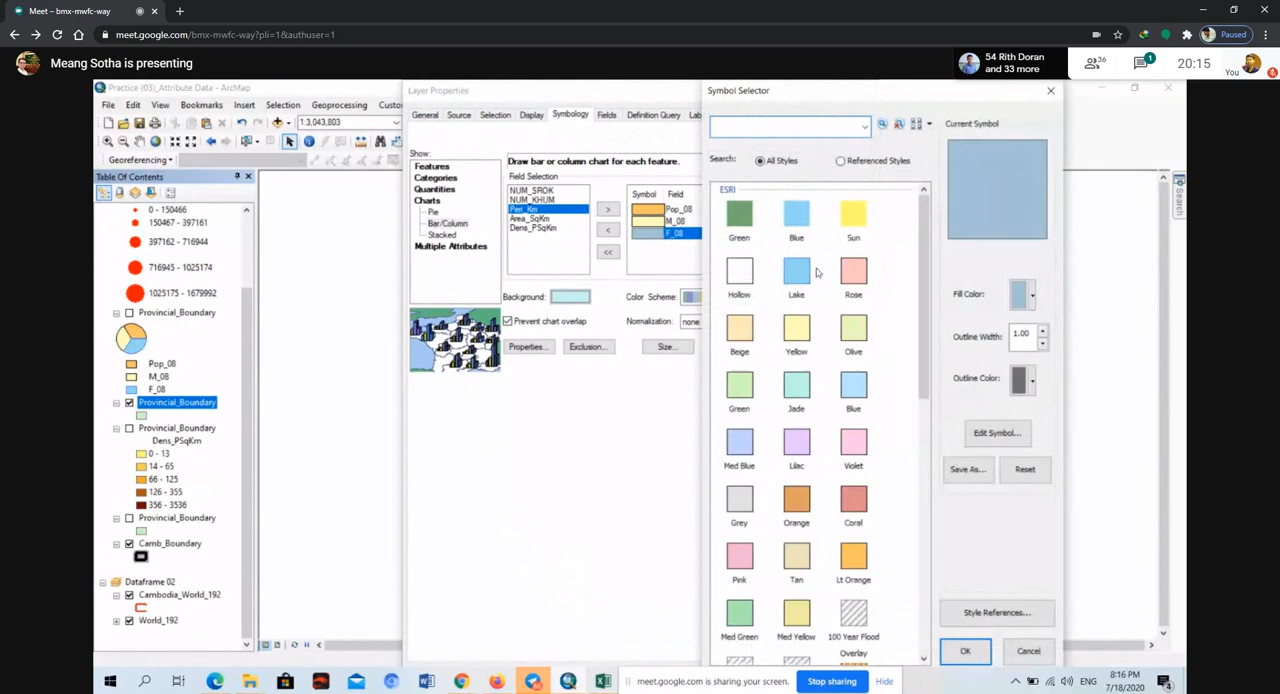 Meet – bmx-mwfc-way
meet.google.com/bmx-mwfc-way?pli=1&authuser=1
Paused
Meang Sotha is presenting
54 Rith Doran
and 33 more
36
1
20:15
You
Practice (03)_Attribute Data - ArcMap
File Edit View Bookmarks Insert Selection Geoprocessing Custo
1:3,043,803
Georeferencing
Table Of Contents
0 - 150466
150467 - 397161
397162 - 716944
716945 - 1025174
1025175 - 1679992
Provincial_Boundary
Pop_08
M_08
F_08
Provincial_Boundary
Provincial_Boundary
Dens_PSqKm
0 - 13
14 - 65
66 - 125
126 - 355
356 - 3536
Provincial_Boundary
Camb_Boundary
Dataframe 02
Cambodia_World_192
World_192
Layer Properties
General Source Selection Display Symbology Fields Definition Query Lab
Show:
Features
Categories
Quantities
Charts
Pie
Bar/Column
Stacked
Multiple Attributes
Draw bar or column chart for each feature.
Field Selection
NUM_SROK
NUM_KHUM
Peri_Km
Area_SqKm
Dens_PSqKm
>
<
<<
Symbol Field
Pop_08
M_08
F_08
Background:
Color Scheme:
Prevent chart overlap
Normalization: none
Properties...
Exclusion...
Size...
Symbol Selector
Search: All Styles Referenced Styles
ESRI
Green Blue Sun
Hollow Lake Rose
Beige Yellow Olive
Green Jade Blue
Med Blue Lilac Violet
Grey Orange Coral
Pink Tan Lt Orange
Med Green Med Yellow 100 Year Flood
Overlay
Current Symbol
Fill Color:
Outline Width: 1.00
Outline Color:
Edit Symbol...
Save As... Reset
Style References...
OK Cancel
Search
meet.google.com is sharing your screen.
Stop sharing
Hide
8:16 PM
7/18/2020
4